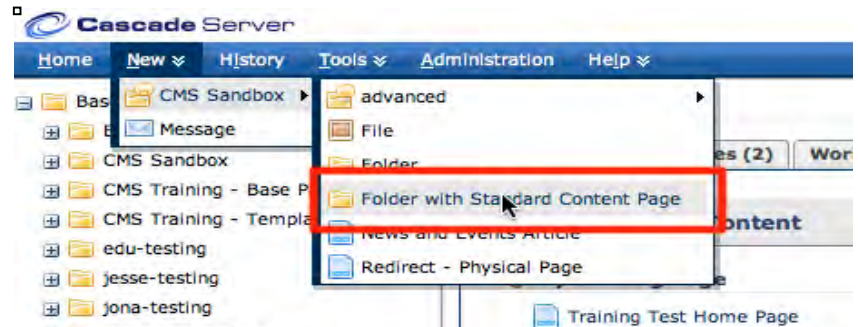 Cascade Server
Home New History Tools Administration Help
Bas CMS Sandbox advanced
Message File
CMS Sandbox Folder es (2) Wor
CMS Training - Base P Folder with Standard Content Page
CMS Training - Templa News and Events Article ontent
edu-testing
jesse-testing Redirect - Physical Page
jona-testing Training Test Home Page